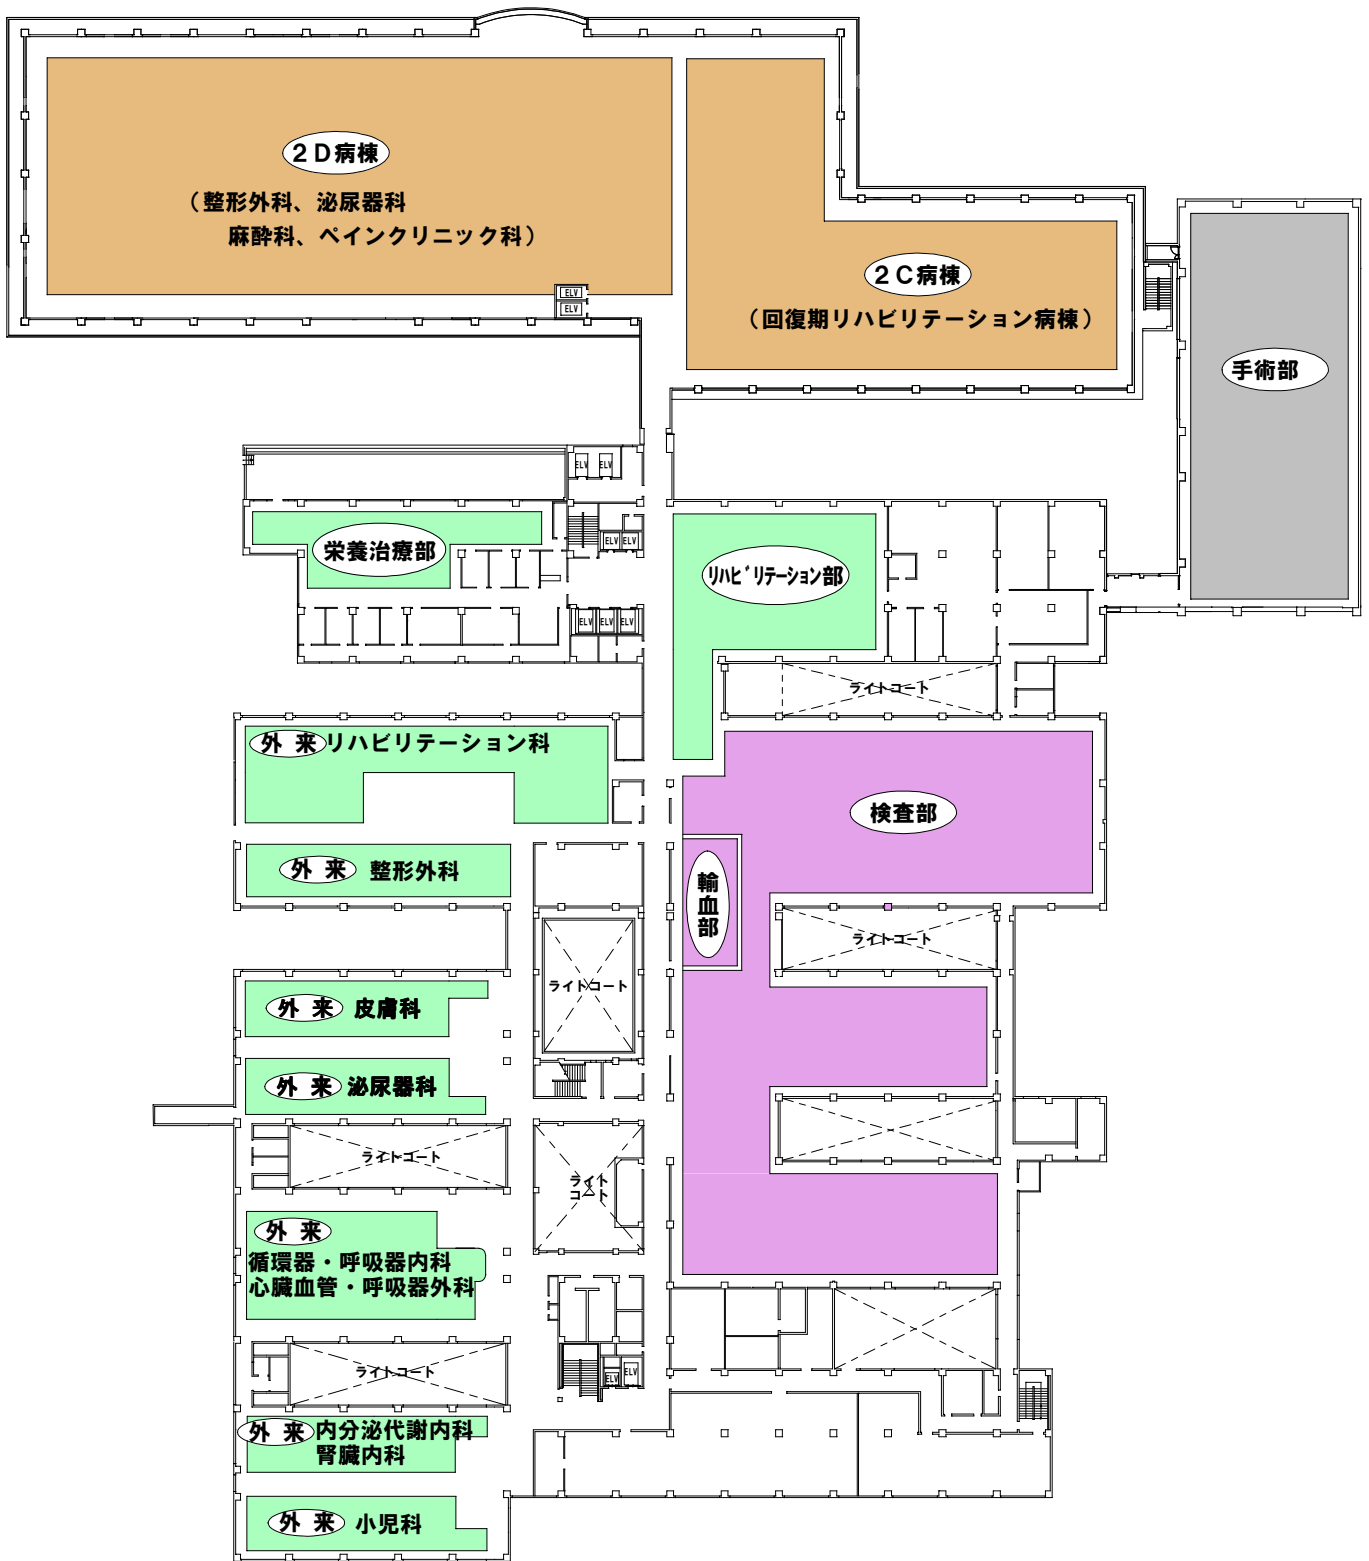 ２Ｄ病棟
（整形外科、泌尿器科
麻酔科、ペインクリニック科）
ELV
ELV
２Ｃ病棟
（回復期リハビリテーション病棟）
手術部
ELV ELV
栄養治療部
ELV ELV
ELV ELV ELV
リハビリテーション部
ライトコート
外 来 リハビリテーション科
検査部
外 来 整形外科
輸血部
ライトコート
ライトコート
外 来 皮膚科
外 来 泌尿器科
ライトコート
ライト
コート
外 来
循環器・呼吸器内科
心臓血管・呼吸器外科
ライトコート
ELV ELV
外 来 内分泌代謝内科
腎臓内科
外 来 小児科